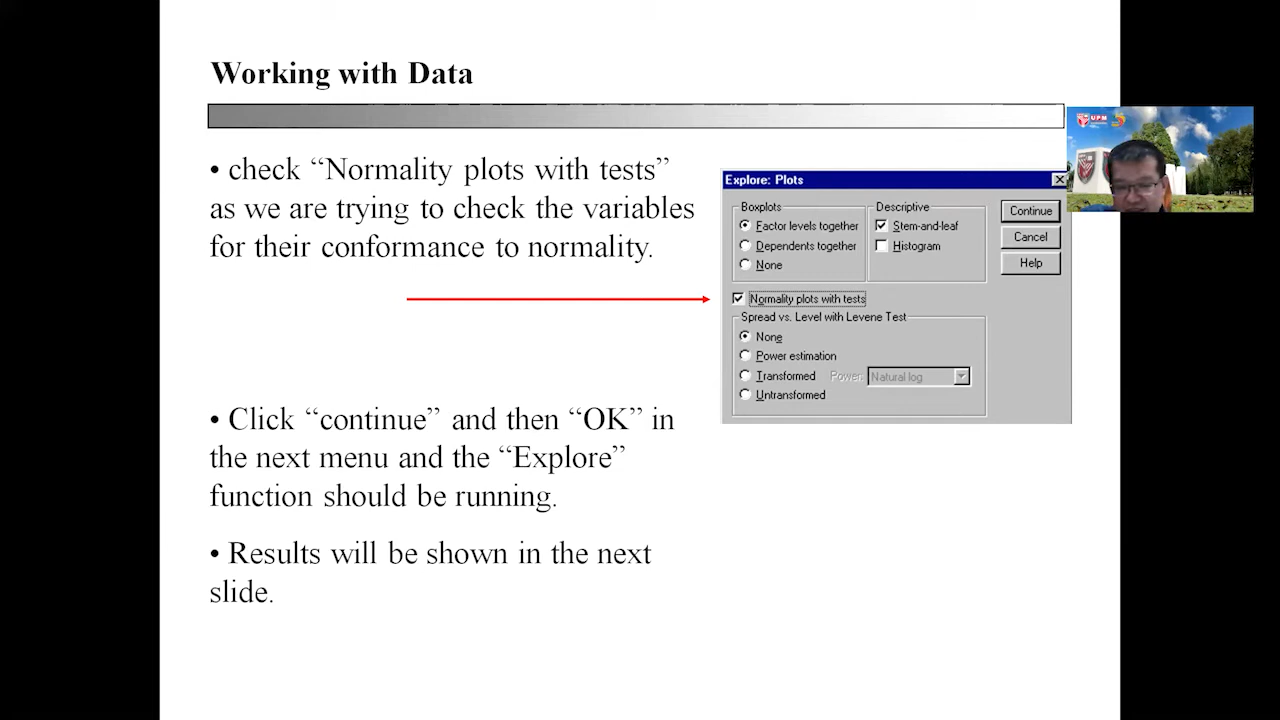 Working with Data
• check “Normality plots with tests”
as we are trying to check the variables
for their conformance to normality.
Explore: Plots
Boxplots
Factor levels together
Dependents together
None
Descriptive
Stem-and-leaf
Histogram
Continue
Cancel
Help
Normality plots with tests
Spread vs. Level with Levene Test
None
Power estimation
Transformed Power: Natural log
Untransformed
• Click “continue” and then “OK” in
the next menu and the “Explore”
function should be running.
• Results will be shown in the next
slide.
UPM